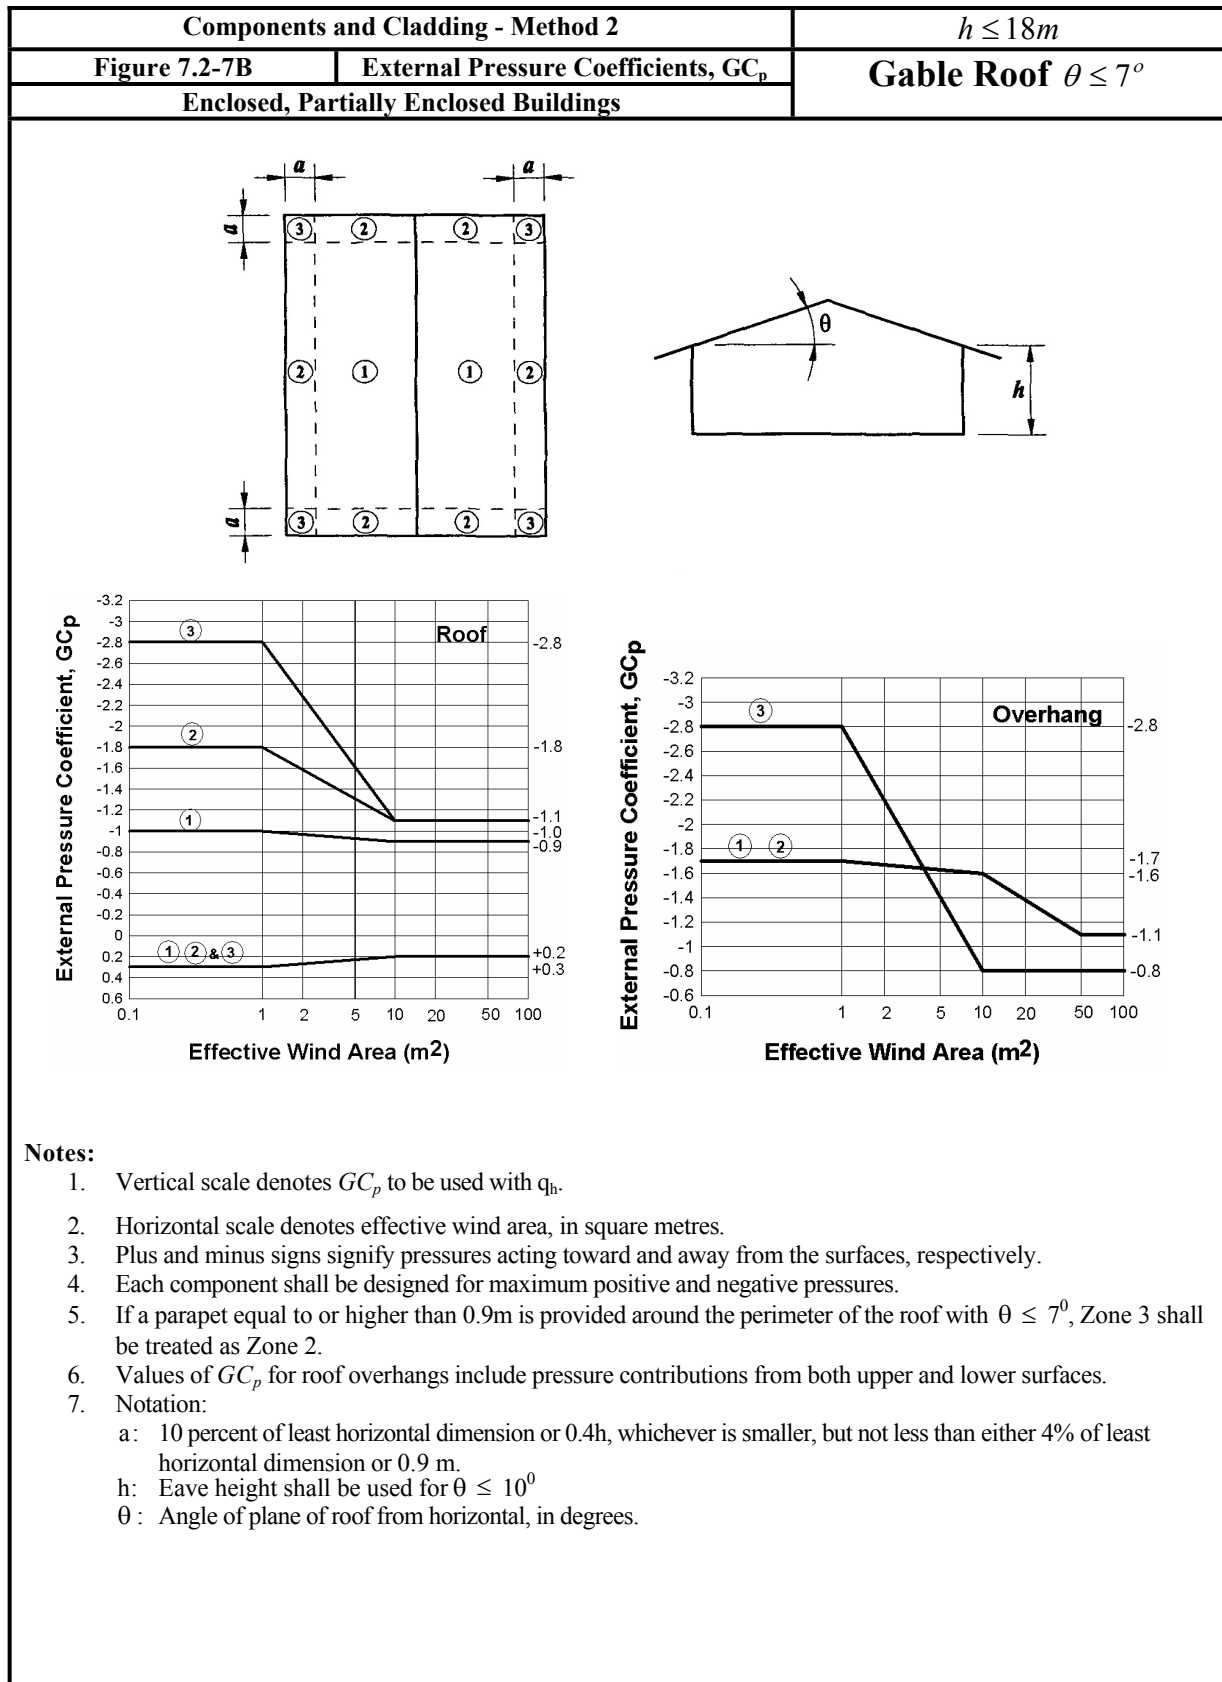 Components and Cladding - Method 2
h ≤ 18m
Figure 7.2-7B
External Pressure Coefficients, GCp
Gable Roof θ ≤ 7°
Enclosed, Partially Enclosed Buildings
a a
a 3 2 2 3
2 1 1 2
a 3 2 2 3
θ
h
External Pressure Coefficient, GCp
-3.2
-3
-2.8
-2.6
-2.4
-2.2
-2
-1.8
-1.6
-1.4
-1.2
-1
-0.8
-0.6
-0.4
-0.2
0
0.2
0.4
0.6
Roof
3
2
1
1 2 & 3
-2.8
-1.8
-1.1
-1.0
-0.9
+0.2
+0.3
0.1 1 2 5 10 20 50 100
Effective Wind Area (m2)
External Pressure Coefficient, GCp
-3.2
-3
-2.8
-2.6
-2.4
-2.2
-2
-1.8
-1.6
-1.4
-1.2
-1
-0.8
-0.6
Overhang
3
1 2
-2.8
-1.7
-1.6
-1.1
-0.8
0.1 1 2 5 10 20 50 100
Effective Wind Area (m2)
Notes:
1. Vertical scale denotes GCp to be used with qh.
2. Horizontal scale denotes effective wind area, in square metres.
3. Plus and minus signs signify pressures acting toward and away from the surfaces, respectively.
4. Each component shall be designed for maximum positive and negative pressures.
5. If a parapet equal to or higher than 0.9m is provided around the perimeter of the roof with θ ≤ 7⁰, Zone 3 shall
be treated as Zone 2.
6. Values of GCp for roof overhangs include pressure contributions from both upper and lower surfaces.
7. Notation:
a: 10 percent of least horizontal dimension or 0.4h, whichever is smaller, but not less than either 4% of least
horizontal dimension or 0.9 m.
h: Eave height shall be used for θ ≤ 10⁰
θ : Angle of plane of roof from horizontal, in degrees.